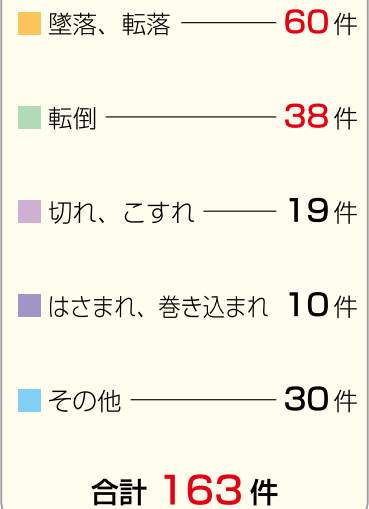 墜落、転落 60件
転倒 38件
切れ、こすれ 19件
はさまれ、巻き込まれ 10件
その他 30件
合計 163件